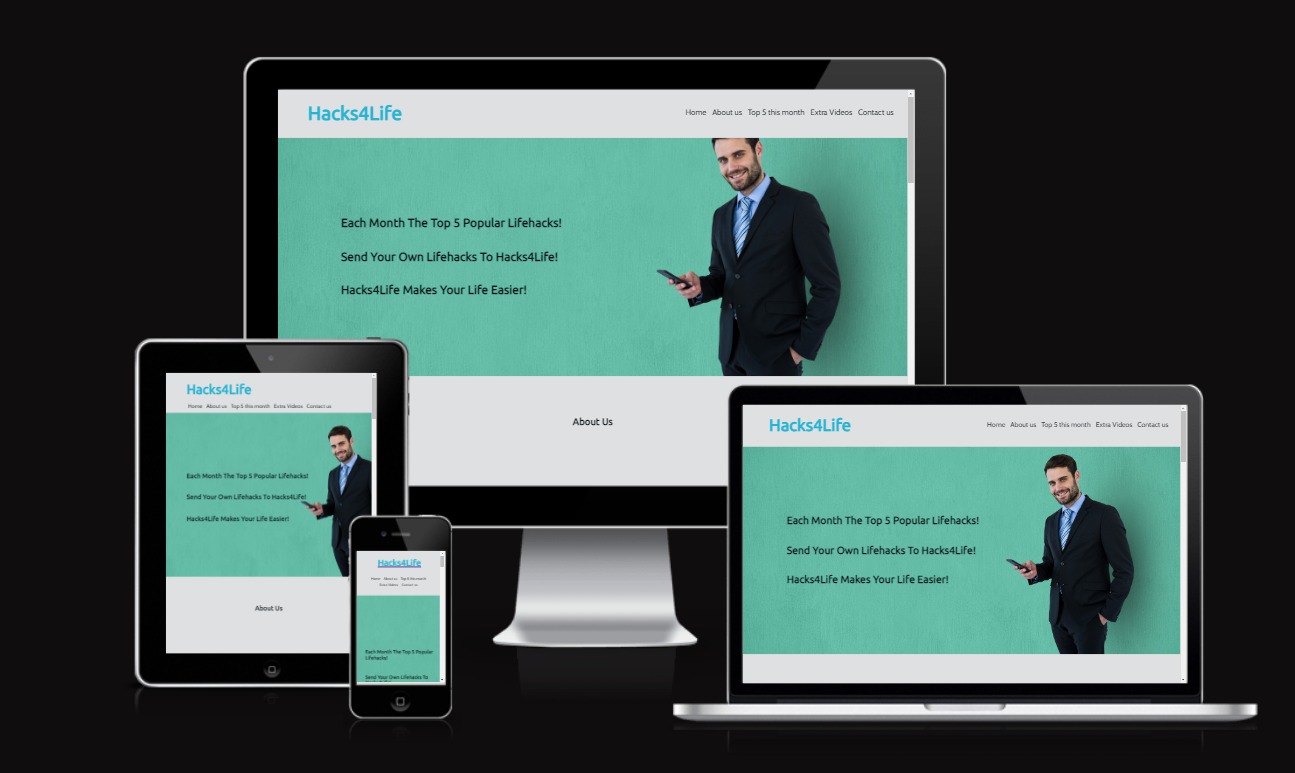 Hacks4Life
Home About us Top 5 this month Extra Videos Contact us
Each Month The Top 5 Popular Lifehacks!
Send Your Own Lifehacks To Hacks4Life!
Hacks4Life Makes Your Life Easier!
About Us
Hacks4Life
Home About us Top 5 this month Extra Videos Contact us
Each Month The Top 5 Popular Lifehacks!
Send Your Own Lifehacks To Hacks4Life!
Hacks4Life Makes Your Life Easier!
About Us
Hacks4Life
Home About us Top 5 this month
Extra Videos Contact us
Each Month The Top 5 Popular
Lifehacks!
Send Your Own Lifehacks To
Hacks4Life
Home About us Top 5 this month Extra Videos Contact us
Each Month The Top 5 Popular Lifehacks!
Send Your Own Lifehacks To Hacks4Life!
Hacks4Life Makes Your Life Easier!